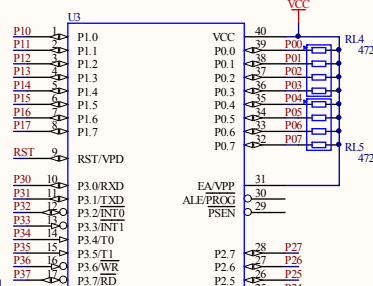 U3
VCC
P10 1 P1.0 VCC 40
P11 2 P1.1 P0.0 39 P00 RL4
P12 3 P1.2 P0.1 38 P01 472
P13 4 P1.3 P0.2 37 P02
P14 5 P1.4 P0.3 36 P03
P15 6 P1.5 P0.4 35 P04
P16 7 P1.6 P0.5 34 P05
P17 8 P1.7 P0.6 33 P06
P0.7 32 P07 RL5
472
RST 9 RST/VPD
P30 10 P3.0/RXD EA/VPP 31
P31 11 P3.1/TXD ALE/PROG 30
P32 12 P3.2/INT0 PSEN 29
P33 13 P3.3/INT1
P34 14 P3.4/T0
P35 15 P3.5/T1 P2.7 28 P27
P36 16 P3.6/WR P2.6 27 P26
P37 17 P3.7/RD P2.5 26 P25